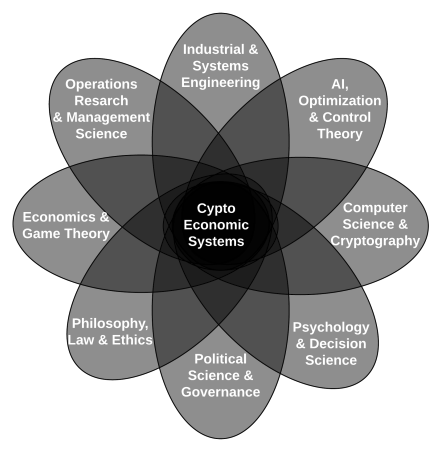 Industrial &
Systems
Engineering
AI,
Optimization
& Control
Theory
Computer
Science &
Cryptography
Psychology
& Decision
Science
Political
Science &
Governance
Philosophy,
Law & Ethics
Economics &
Game Theory
Operations
Resarch
& Management
Science
Cypto
Economic
Systems